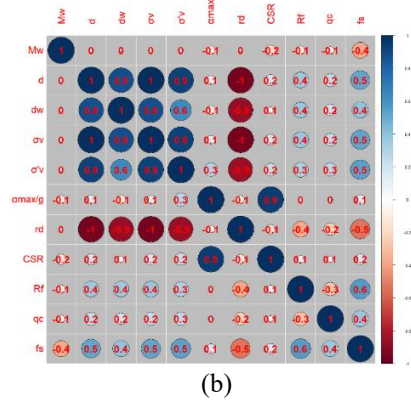 Mw d dw σv σ'v αmax rd CSR Rf qc fs
Mw 1 0 0 0 0 -0.1 0 -0.2 -0.1 -0.1 -0.4
d 0 1 0.9 1 0.9 -0.1 -1 0.2 0.4 0.2 0.5
dw 0 0.9 1 0.9 0.6 -0.1 -0.9 0.1 0.4 0.2 0.4
σv 0 1 0.9 1 0.9 -0.1 -1 0.2 0.4 0.2 0.5
σ'v 0 0.9 0.6 0.9 1 0.3 -0.9 0.2 0.3 0.2 0.5
αmax/g -0.1 -0.1 -0.1 -0.1 0.3 1 -0.1 0.9 0 0 0.1
rd 0 -1 -0.9 -1 -0.9 -0.1 1 -0.1 -0.4 -0.2 -0.5
CSR -0.2 0.2 0.1 0.2 0.2 0.9 -0.1 1 0.1 0.1 0.2
Rf -0.1 0.4 0.4 0.4 0.3 0 -0.4 0.1 1 -0.3 0.6
qc -0.1 0.2 0.2 0.2 0.2 0 -0.2 0.1 -0.3 1 0.4
fs -0.4 0.5 0.4 0.5 0.5 0.1 -0.5 0.2 0.6 0.4 1
(b)